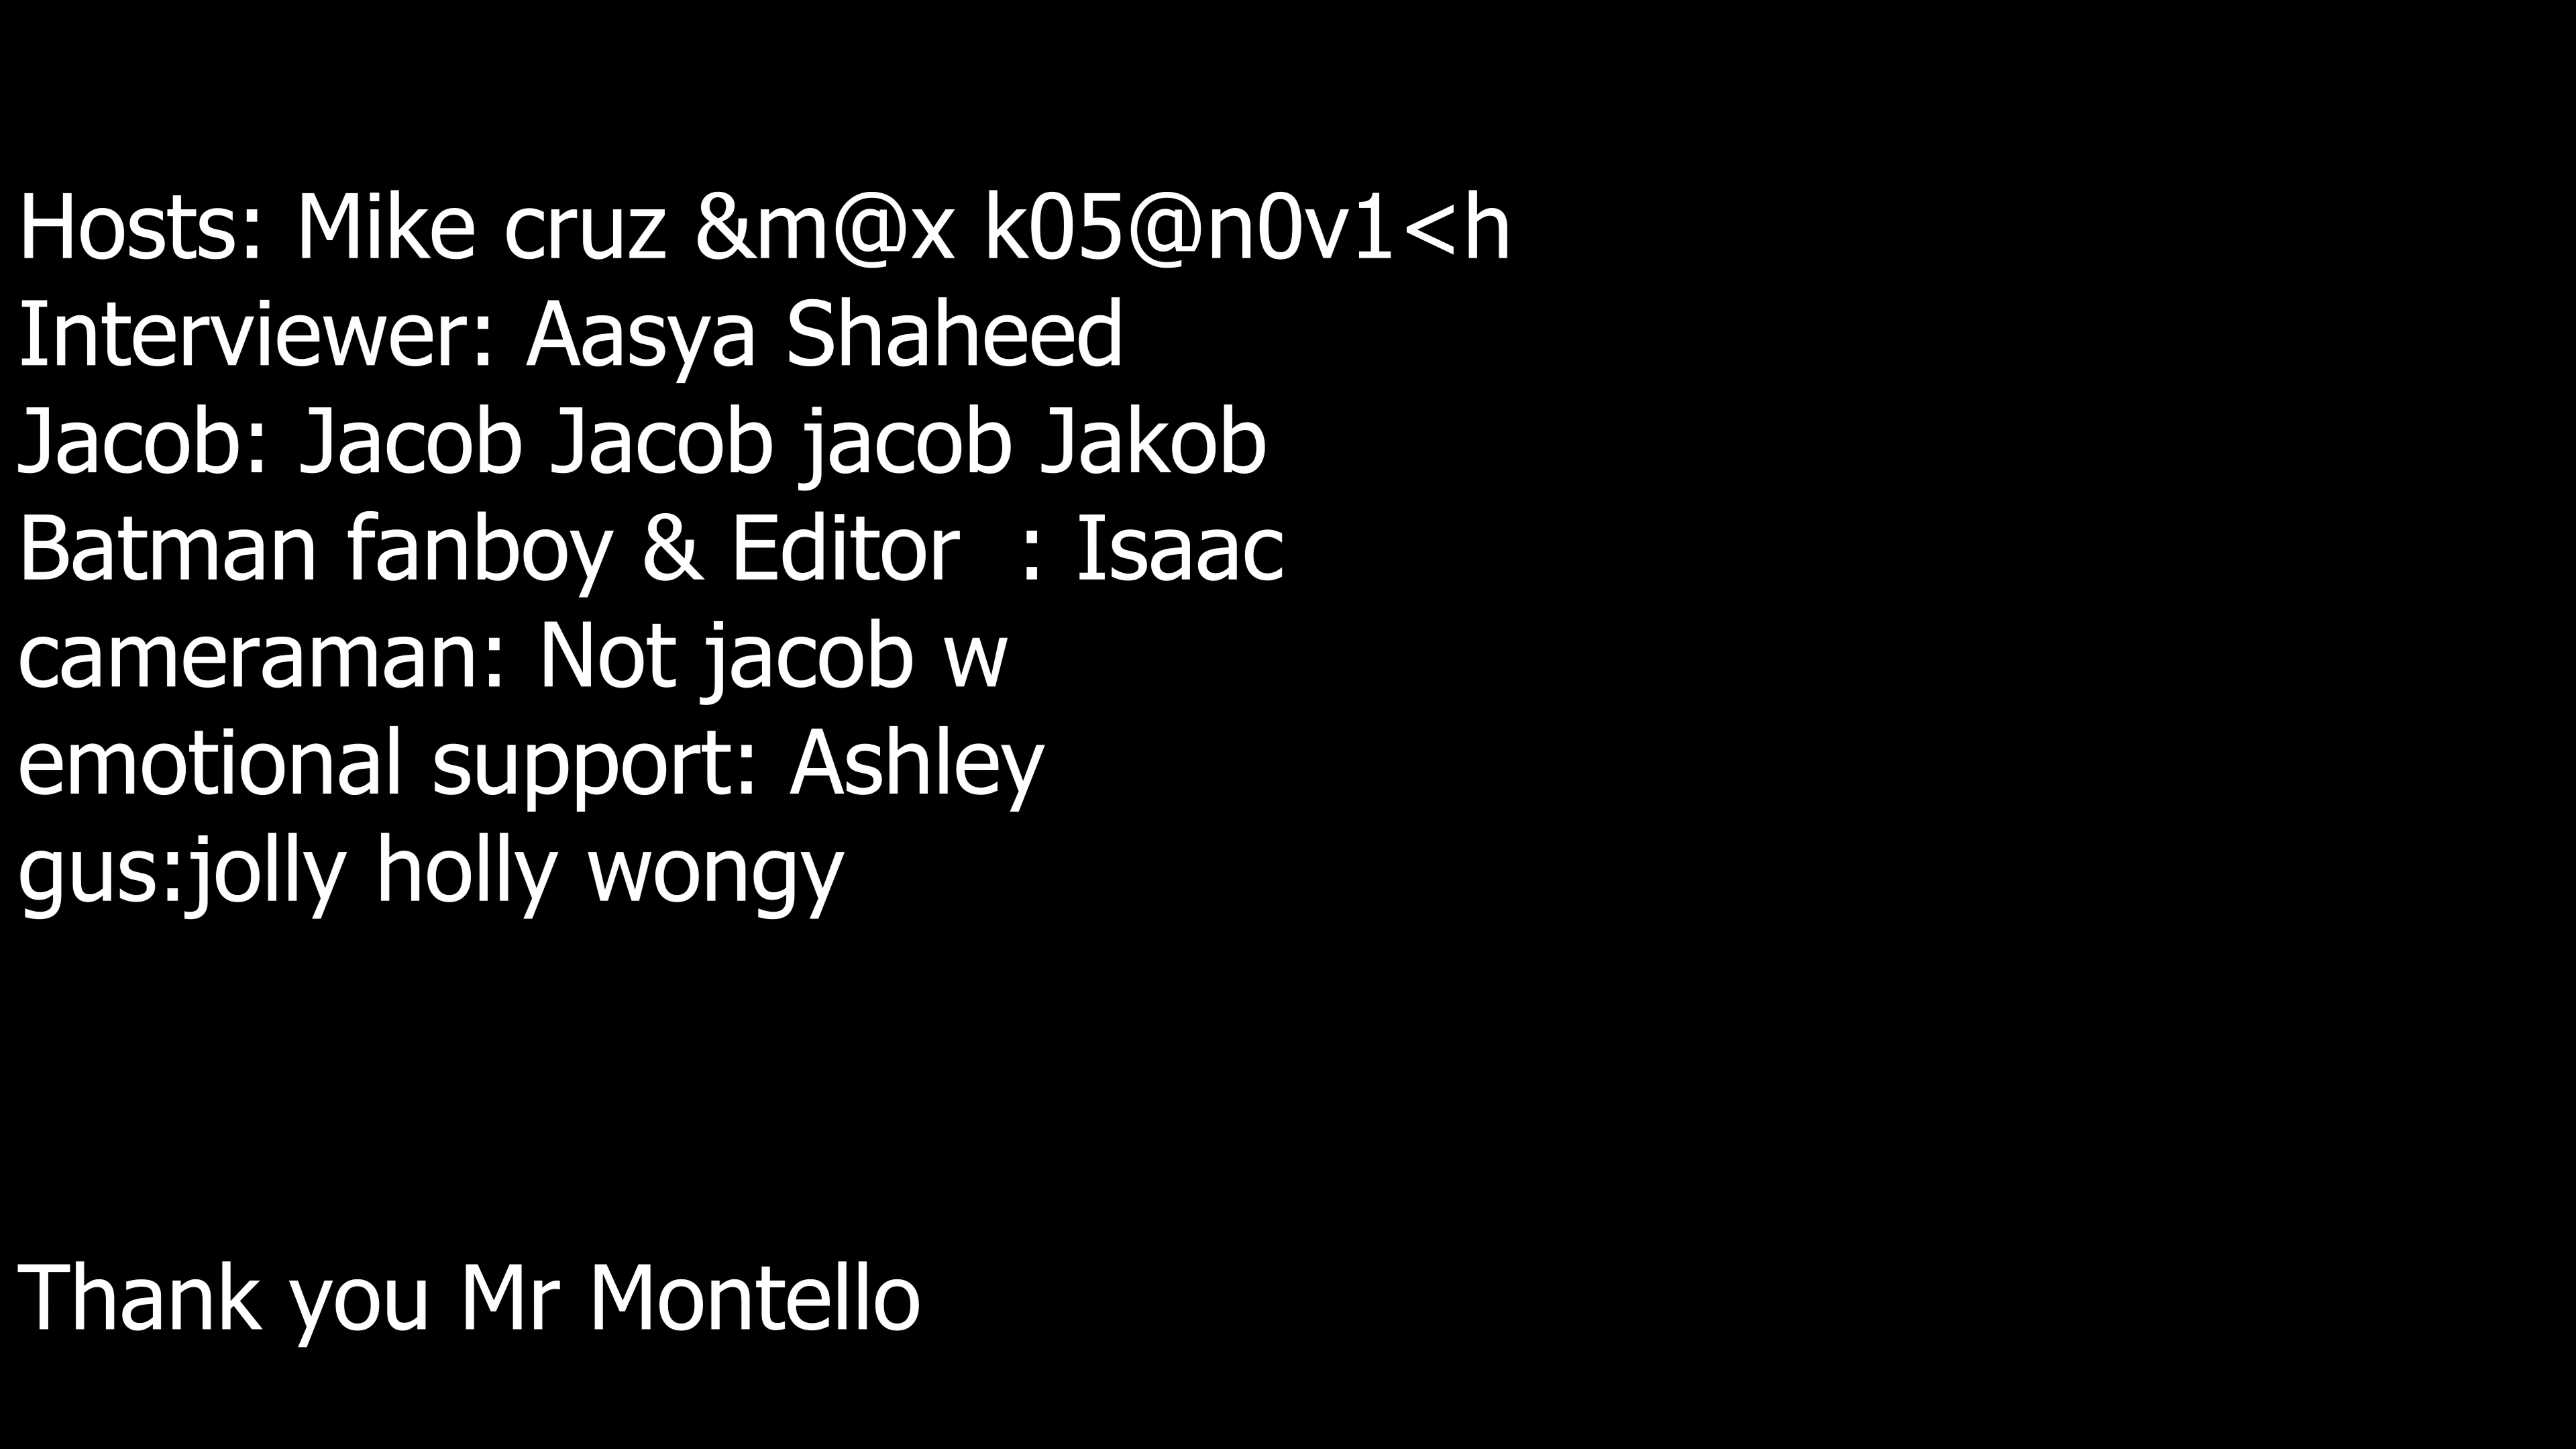 Hosts: Mike cruz &m@x k05@n0v1<h
Interviewer: Aasya Shaheed
Jacob: Jacob Jacob jacob Jakob
Batman fanboy & Editor  : Isaac
cameraman: Not jacob w
emotional support: Ashley
gus:jolly holly wongy
Thank you Mr Montello